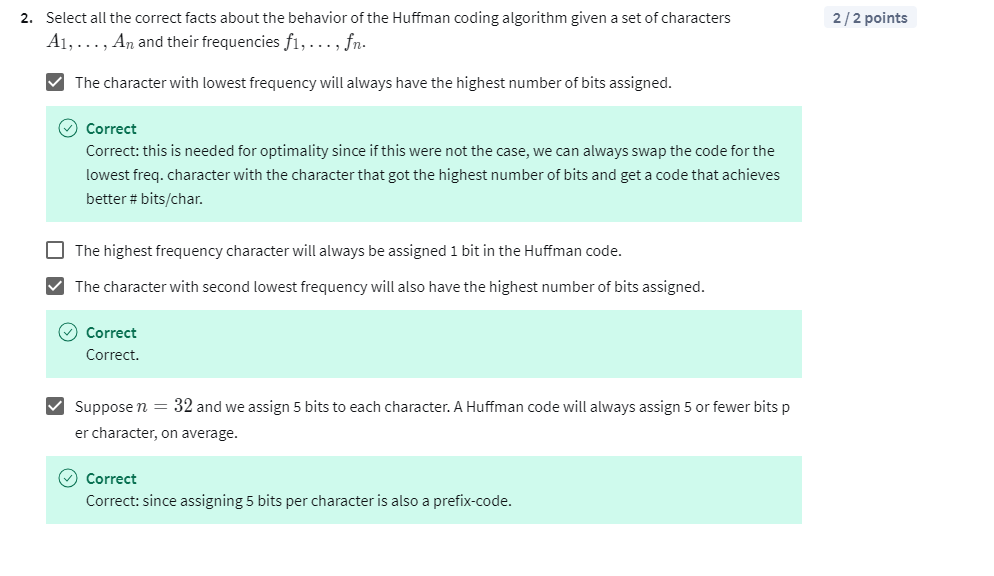 2. Select all the correct facts about the behavior of the Huffman coding algorithm given a set of characters 2 / 2 points
A1, . . . , An and their frequencies f1, . . . , fn.
The character with lowest frequency will always have the highest number of bits assigned.
Correct
Correct: this is needed for optimality since if this were not the case, we can always swap the code for the
lowest freq. character with the character that got the highest number of bits and get a code that achieves
better # bits/char.
The highest frequency character will always be assigned 1 bit in the Huffman code.
The character with second lowest frequency will also have the highest number of bits assigned.
Correct
Correct.
Suppose n = 32 and we assign 5 bits to each character. A Huffman code will always assign 5 or fewer bits p
er character, on average.
Correct
Correct: since assigning 5 bits per character is also a prefix-code.